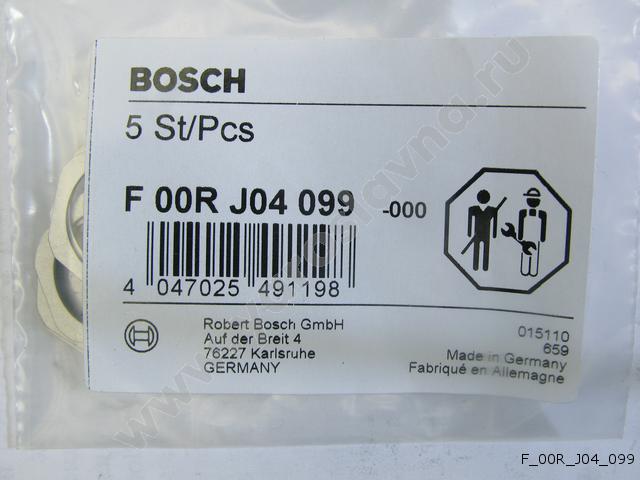 BOSCH
5 St/Pcs
F 00R J04 099 -000
4 047025 491198
Robert Bosch GmbH
Auf der Breit 4
76227 Karlsruhe
GERMANY
015110
659
Made in Germany
Fabriqué en Allemagne
F_00R_J04_099